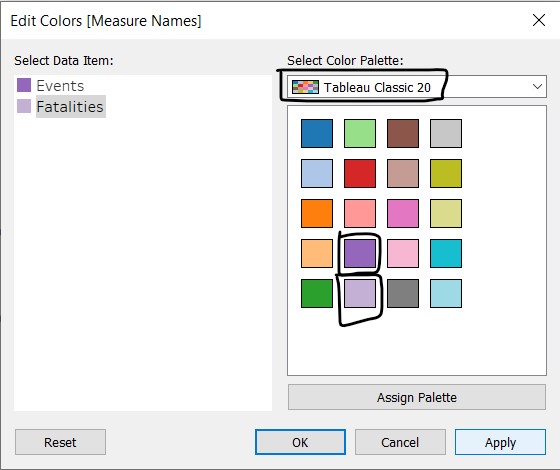 Edit Colors [Measure Names]
Select Data Item:
Events
Fatalities
Select Color Palette:
Tableau Classic 20
Assign Palette
Reset
OK
Cancel
Apply